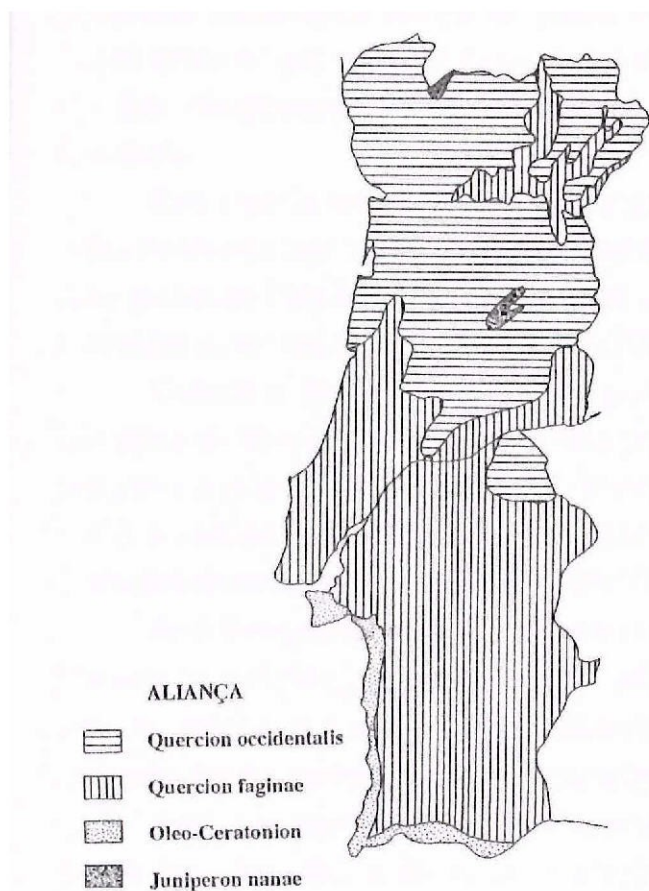 ALIANÇA
Quercion occidentalis
Quercion faginae
Oleo-Ceratonion
Juniperon nanae